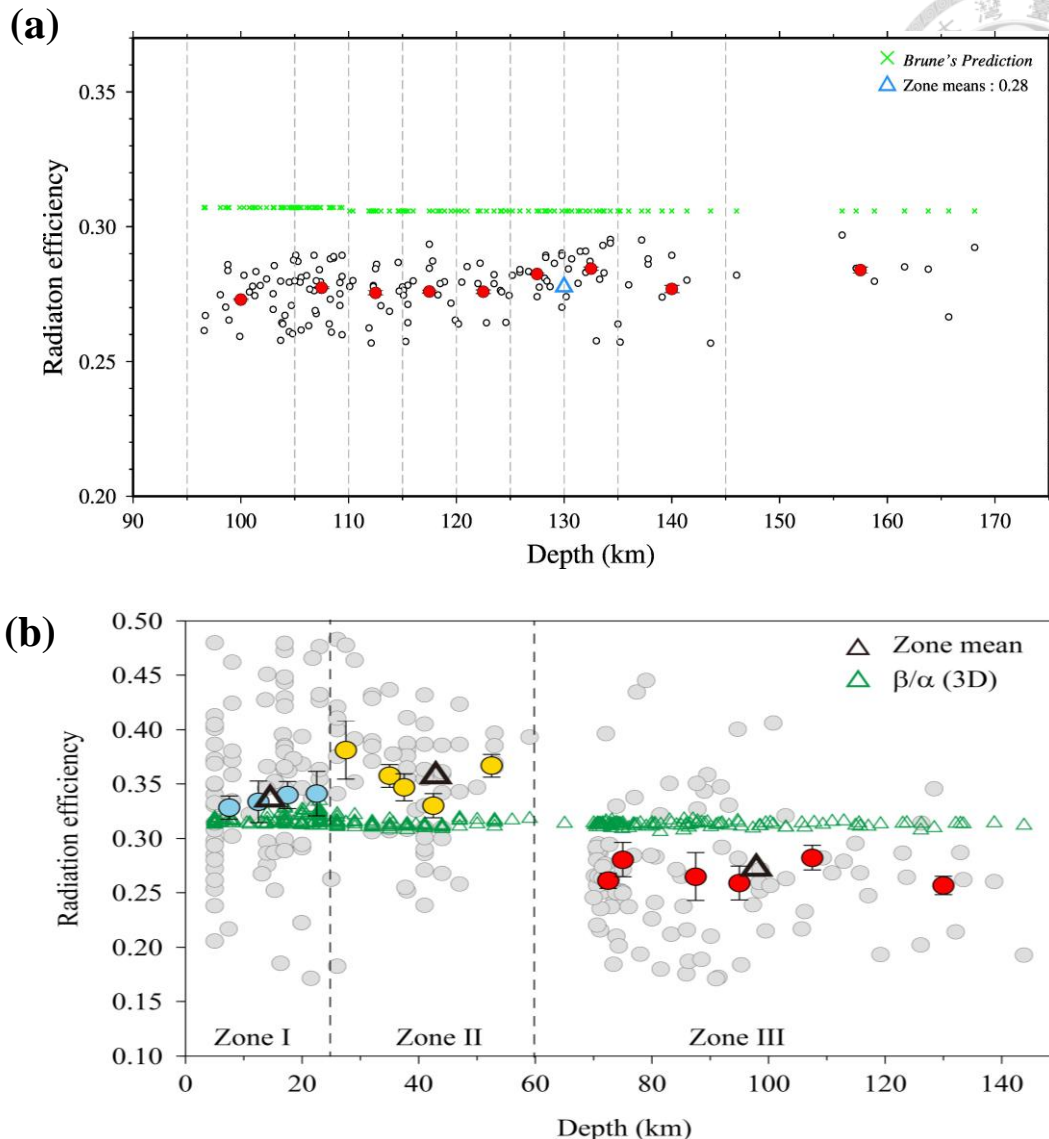 (a)
臺
灣
Brune's Prediction
Zone means : 0.28
Radiaton efficiency
0.35
0.30
0.25
0.20
90 100 110 120 130 140 150 160 170
Depth (km)
(b)
Zone mean
β/α (3D)
Radiation efficiency
0.50
0.45
0.40
0.35
0.30
0.25
0.20
0.15
0.10
Zone I Zone II Zone III
0 20 40 60 80 100 120 140
Depth (km)